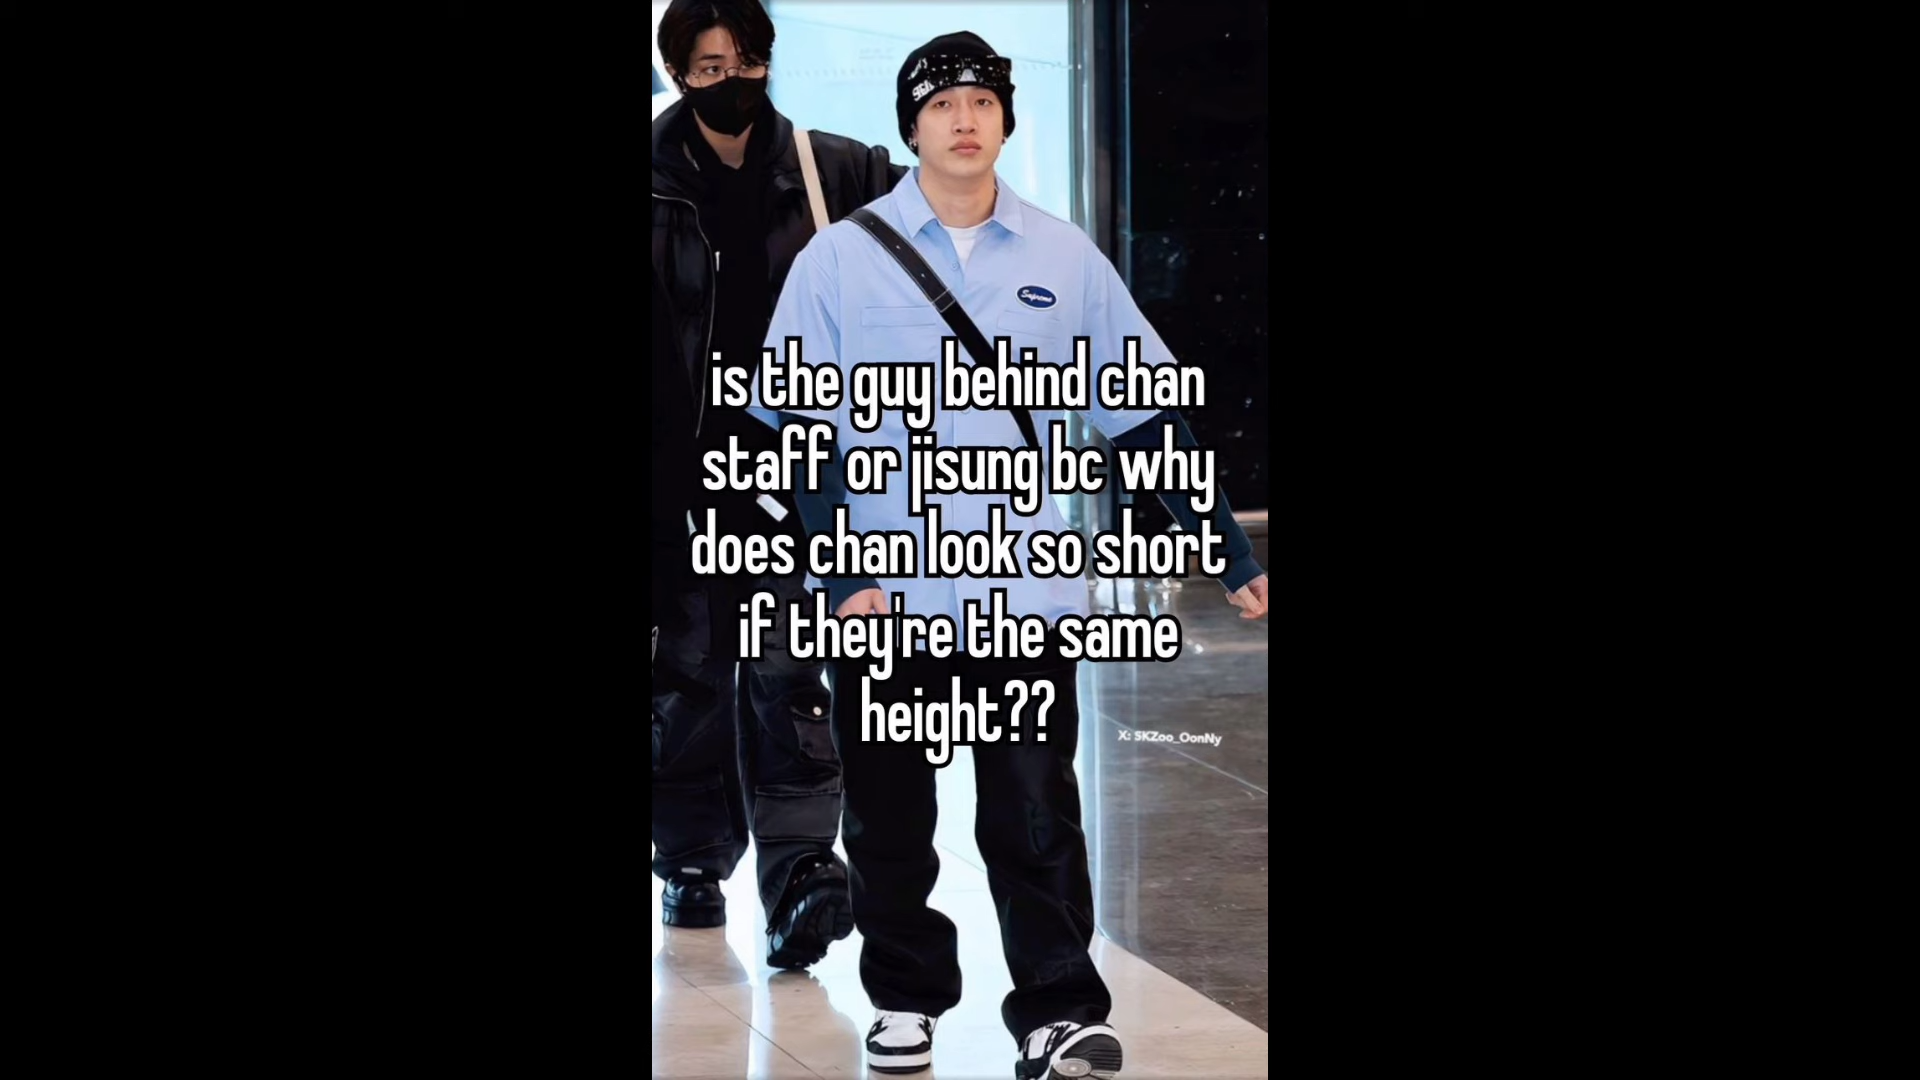 Supreme
is the guy behind chan
staff or jisung bc why
does chan look so short
if they're the same
height??
X: SKZoo_OonNy